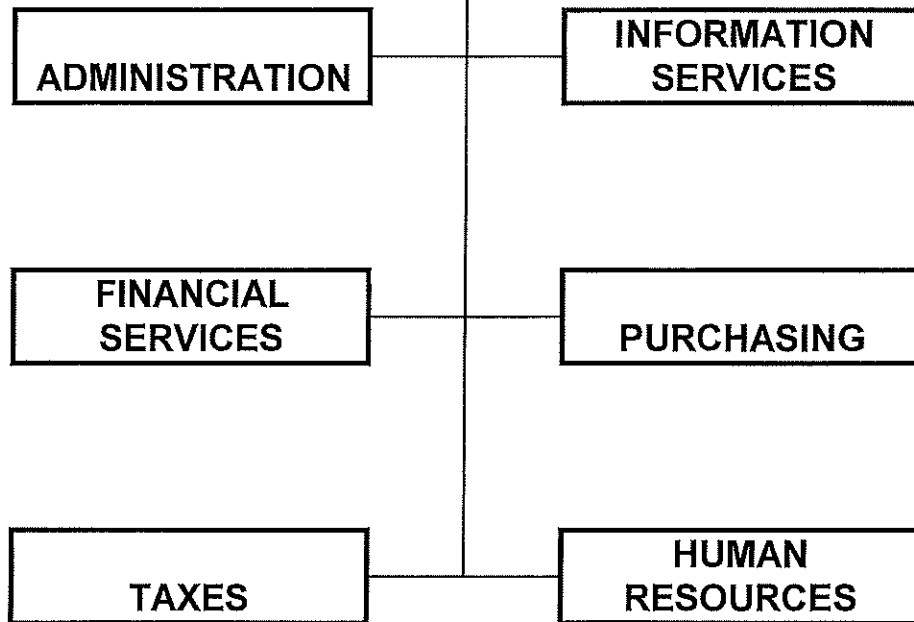 ADMINISTRATION
INFORMATION
SERVICES
FINANCIAL
SERVICES
PURCHASING
TAXES
HUMAN
RESOURCES